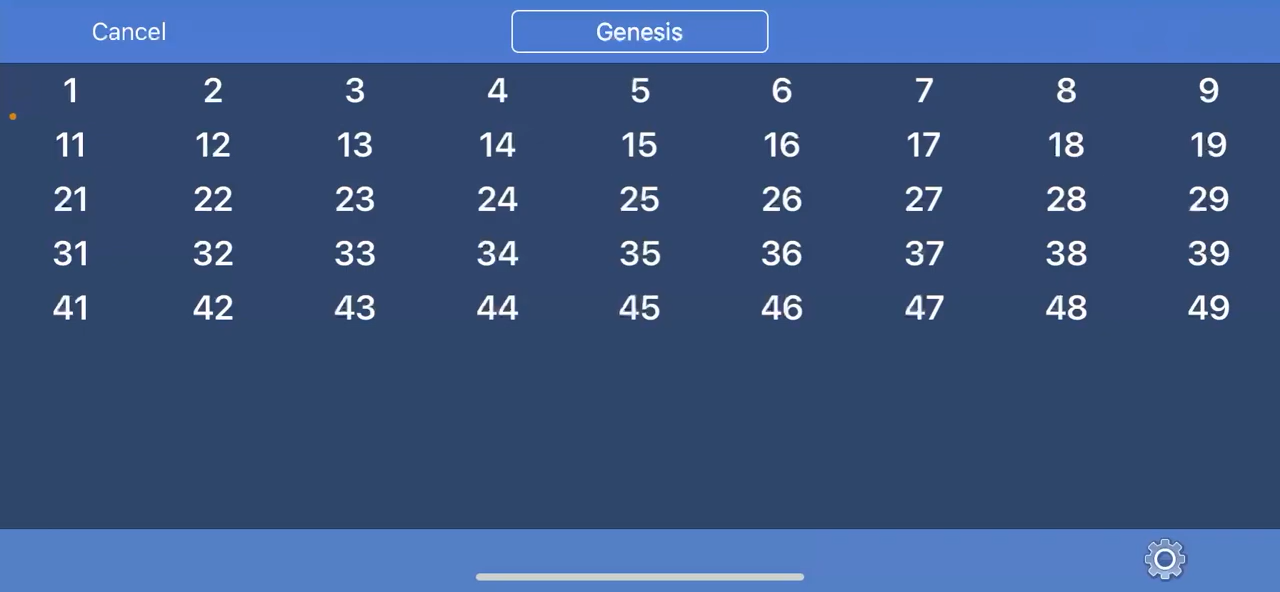 Cancel Genesis
1 2 3 4 5 6 7 8 9
11 12 13 14 15 16 17 18 19
21 22 23 24 25 26 27 28 29
31 32 33 34 35 36 37 38 39
41 42 43 44 45 46 47 48 49